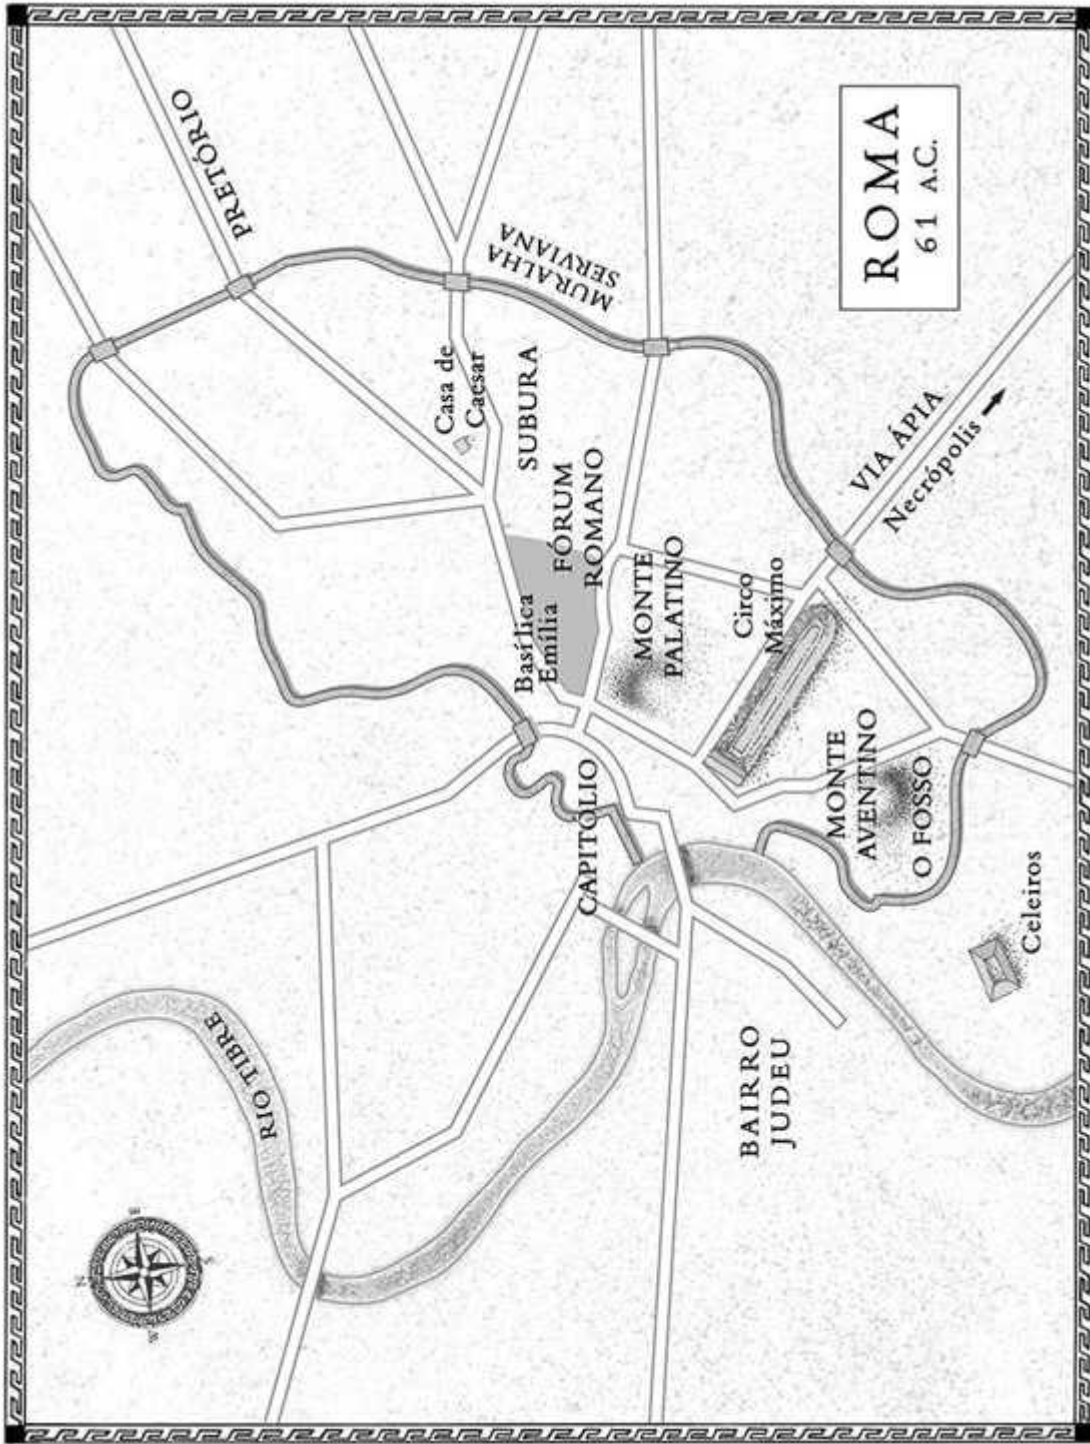 ROMA
61 A.C.
PRETÓRIO
MURALHA
SERVIANA
Casa de
Caesar
SUBURA
FÓRUM
ROMANO
Basílica
Emília
MONTE
PALATINO
Circo
Máximo
VIA ÁPIA
Necrópolis
CAPITÓLIO
MONTE
AVENTINO
O FOSSO
Celeiros
RIO TIBRE
BAIRRO
JUDEU
N
S